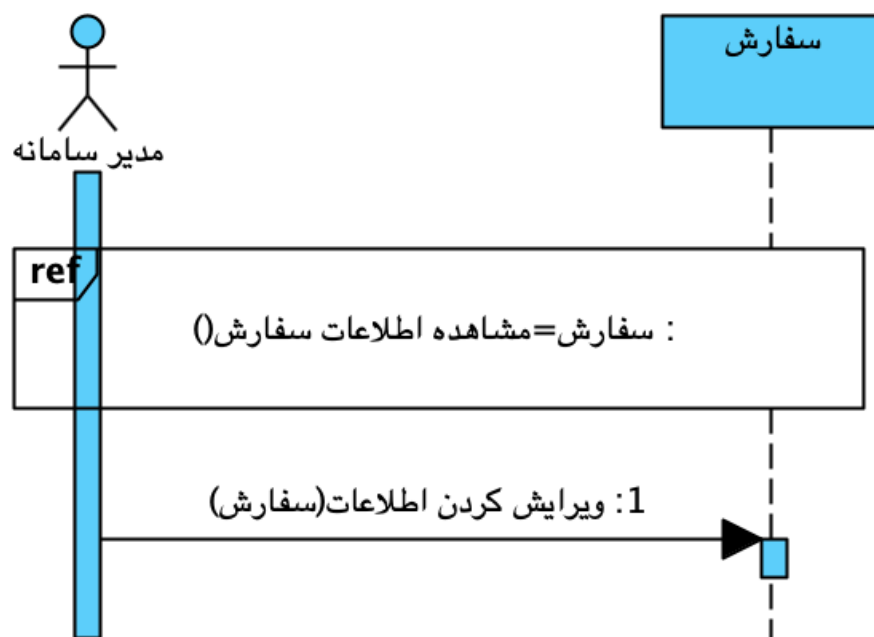 سفارش
مدیر سامانه
ref
: سفارش=مشاهده اطلاعات سفارش()
1: ویرایش کردن اطلاعات(سفارش)